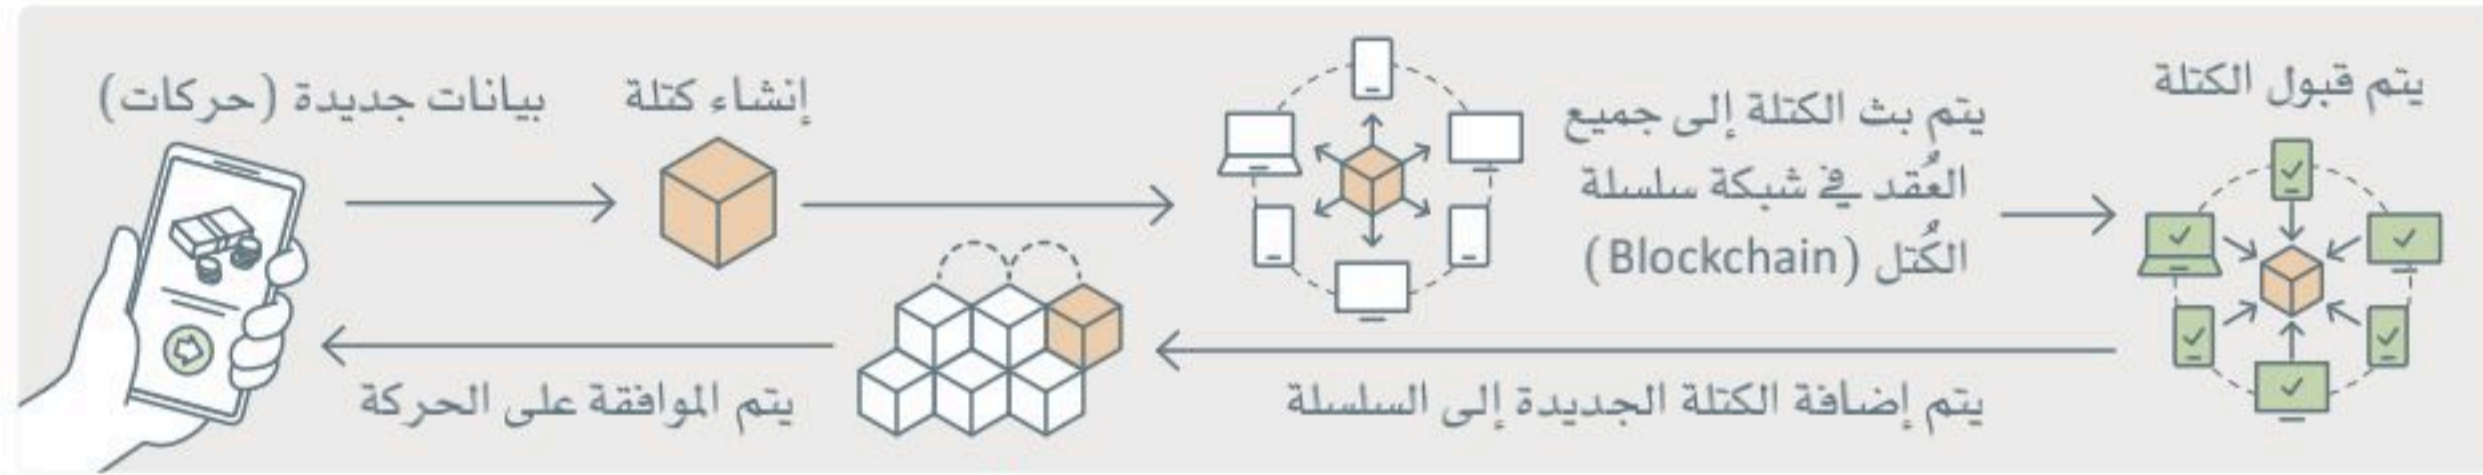 بيانات جديدة (حركات)
إنشاء كتلة
يتم بث الكتلة إلى جميع
العُقد في شبكة سلسلة
الكُتل (Blockchain)
يتم قبول الكتلة
يتم إضافة الكتلة الجديدة إلى السلسلة
يتم الموافقة على الحركة